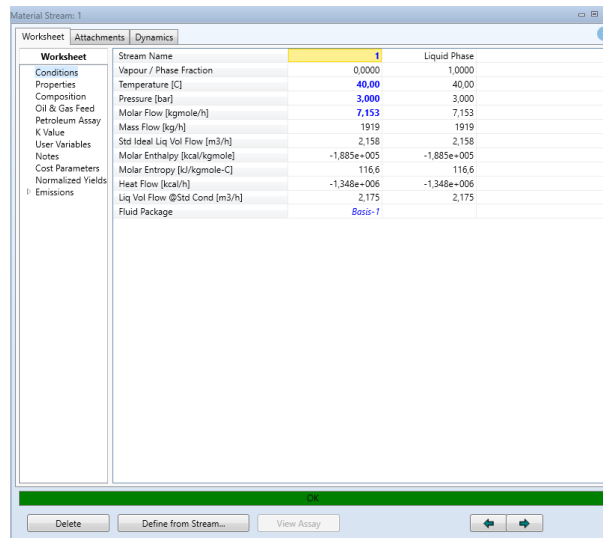 Material Stream: 1
Worksheet Attachments Dynamics
Worksheet
Conditions
Properties
Composition
Oil & Gas Feed
Petroleum Assay
K Value
User Variables
Notes
Cost Parameters
Normalized Yields
Emissions
Stream Name 1 Liquid Phase
Vapour / Phase Fraction 0,0000 1,0000
Temperature [C] 40,00 40,00
Pressure [bar] 3,000 3,000
Molar Flow [kgmole/h] 7,153 7,153
Mass Flow [kg/h] 1919 1919
Std Ideal Liq Vol Flow [m3/h] 2,158 2,158
Molar Enthalpy [kcal/kgmole] -1,885e+005 -1,885e+005
Molar Entropy [kJ/kgmole-C] 116,6 116,6
Heat Flow [kcal/h] -1,348e+006 -1,348e+006
Liq Vol Flow @Std Cond [m3/h] 2,175 2,175
Fluid Package Basis-1
OK
Delete Define from Stream... View Assay